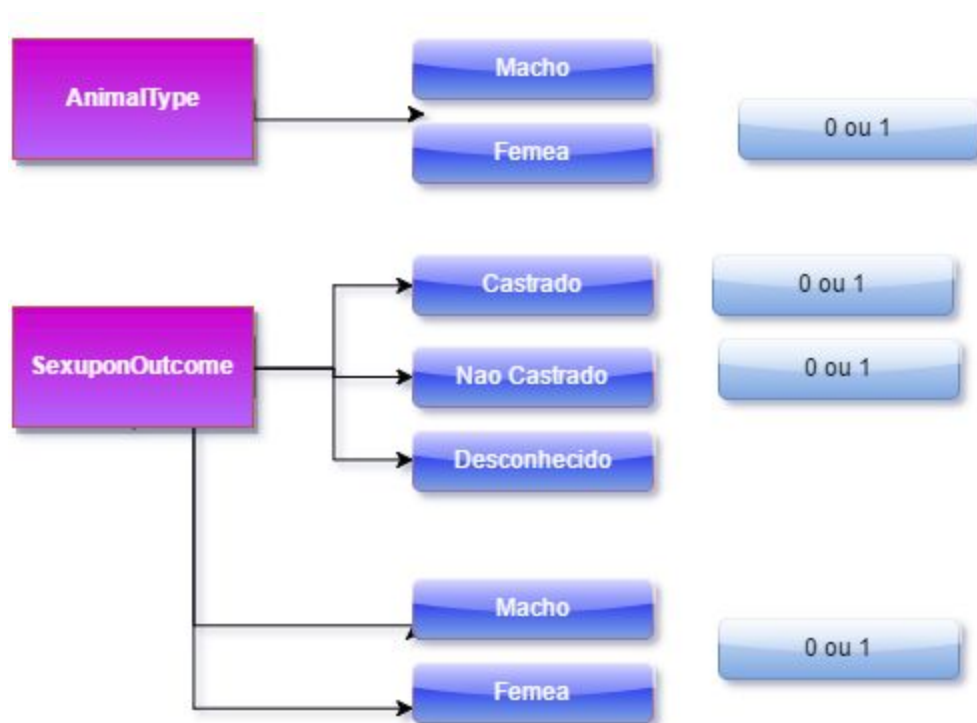 AnimalType
Macho
Femea
0 ou 1
SexuponOutcome
Castrado
0 ou 1
Nao Castrado
0 ou 1
Desconhecido
Macho
Femea
0 ou 1